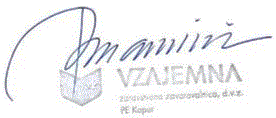 VZAJEMNA
zdravstvena zavarovalnica, d.v.z.
PE Koper